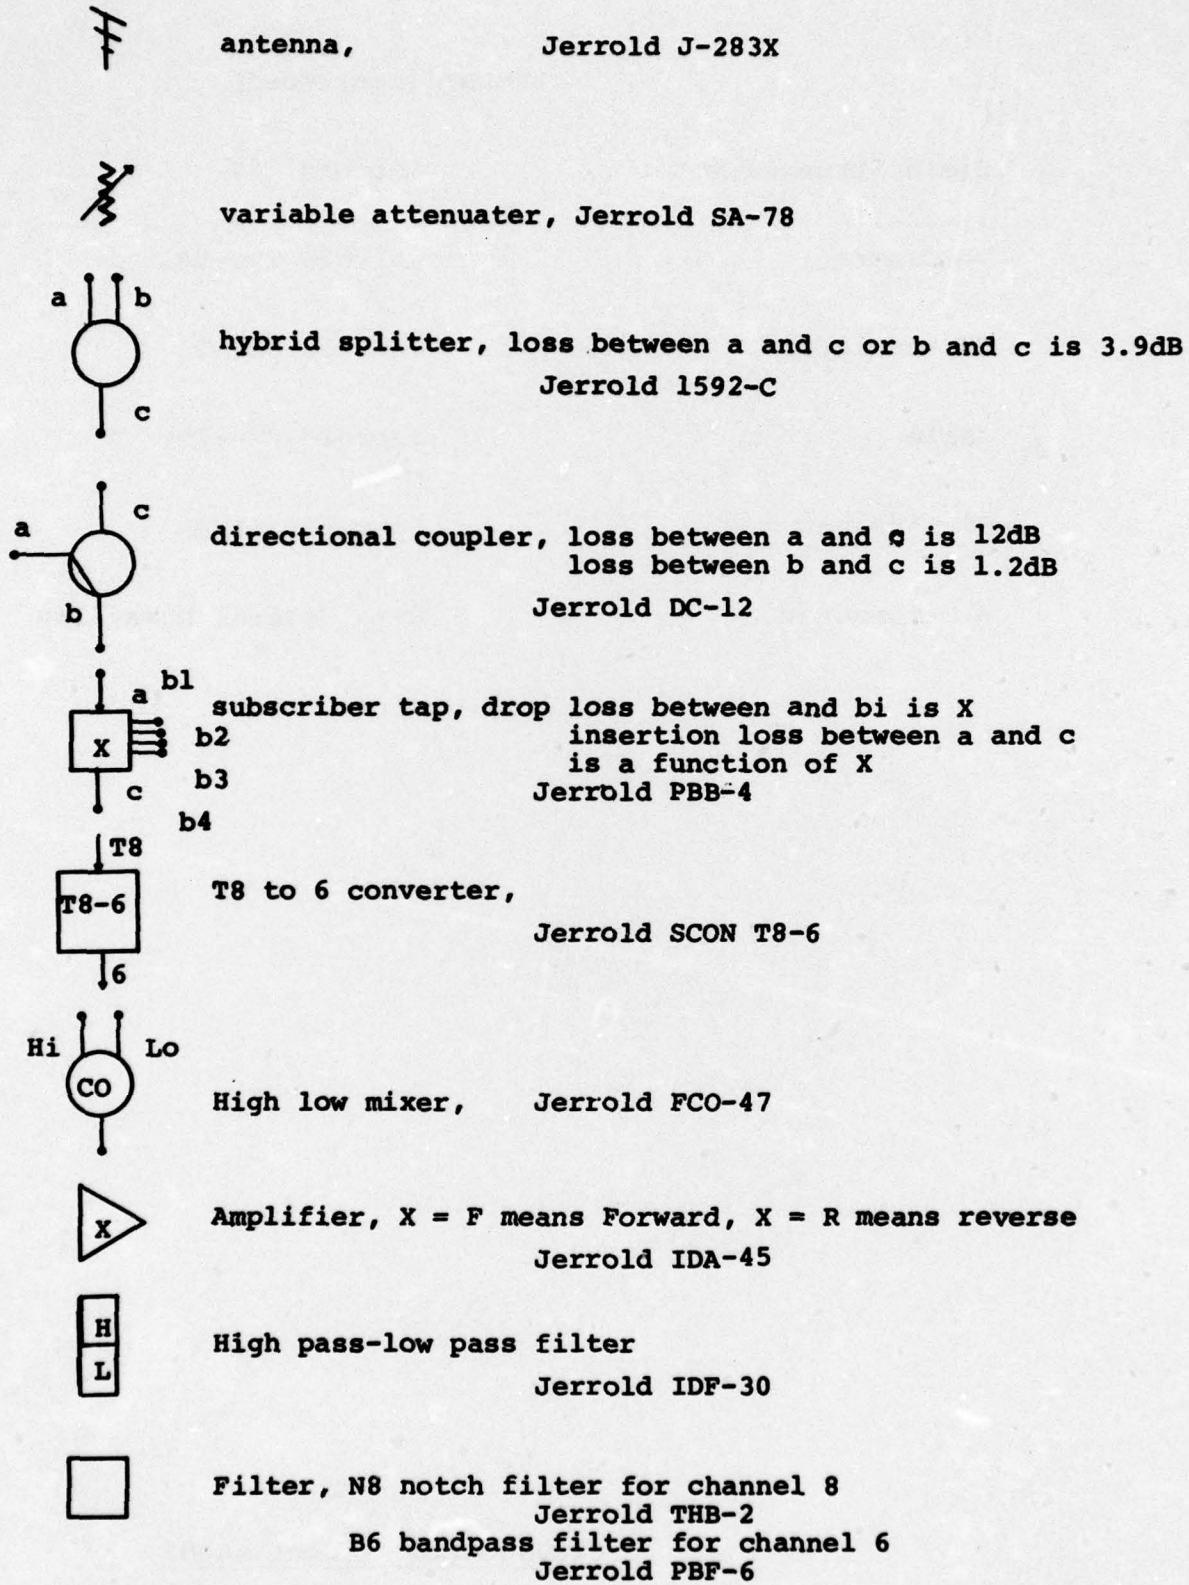 antenna, Jerrold J-283X
variable attenuater, Jerrold SA-78
a b
hybrid splitter, loss between a and c or b and c is 3.9dB
Jerrold 1592-C
c
c
a
directional coupler, loss between a and c is 12dB
loss between b and c is 1.2dB
Jerrold DC-12
b
b1
a
subscriber tap, drop loss between and bi is X
X b2 insertion loss between a and c
is a function of X
b3
c Jerrold PBB-4
b4
T8
T8-6 T8 to 6 converter,
Jerrold SCON T8-6
6
Hi Lo
CO
High low mixer, Jerrold FCO-47
X Amplifier, X = F means Forward, X = R means reverse
Jerrold IDA-45
H
High pass-low pass filter
L
Jerrold IDF-30
Filter, N8 notch filter for channel 8
Jerrold THB-2
B6 bandpass filter for channel 6
Jerrold PBF-6